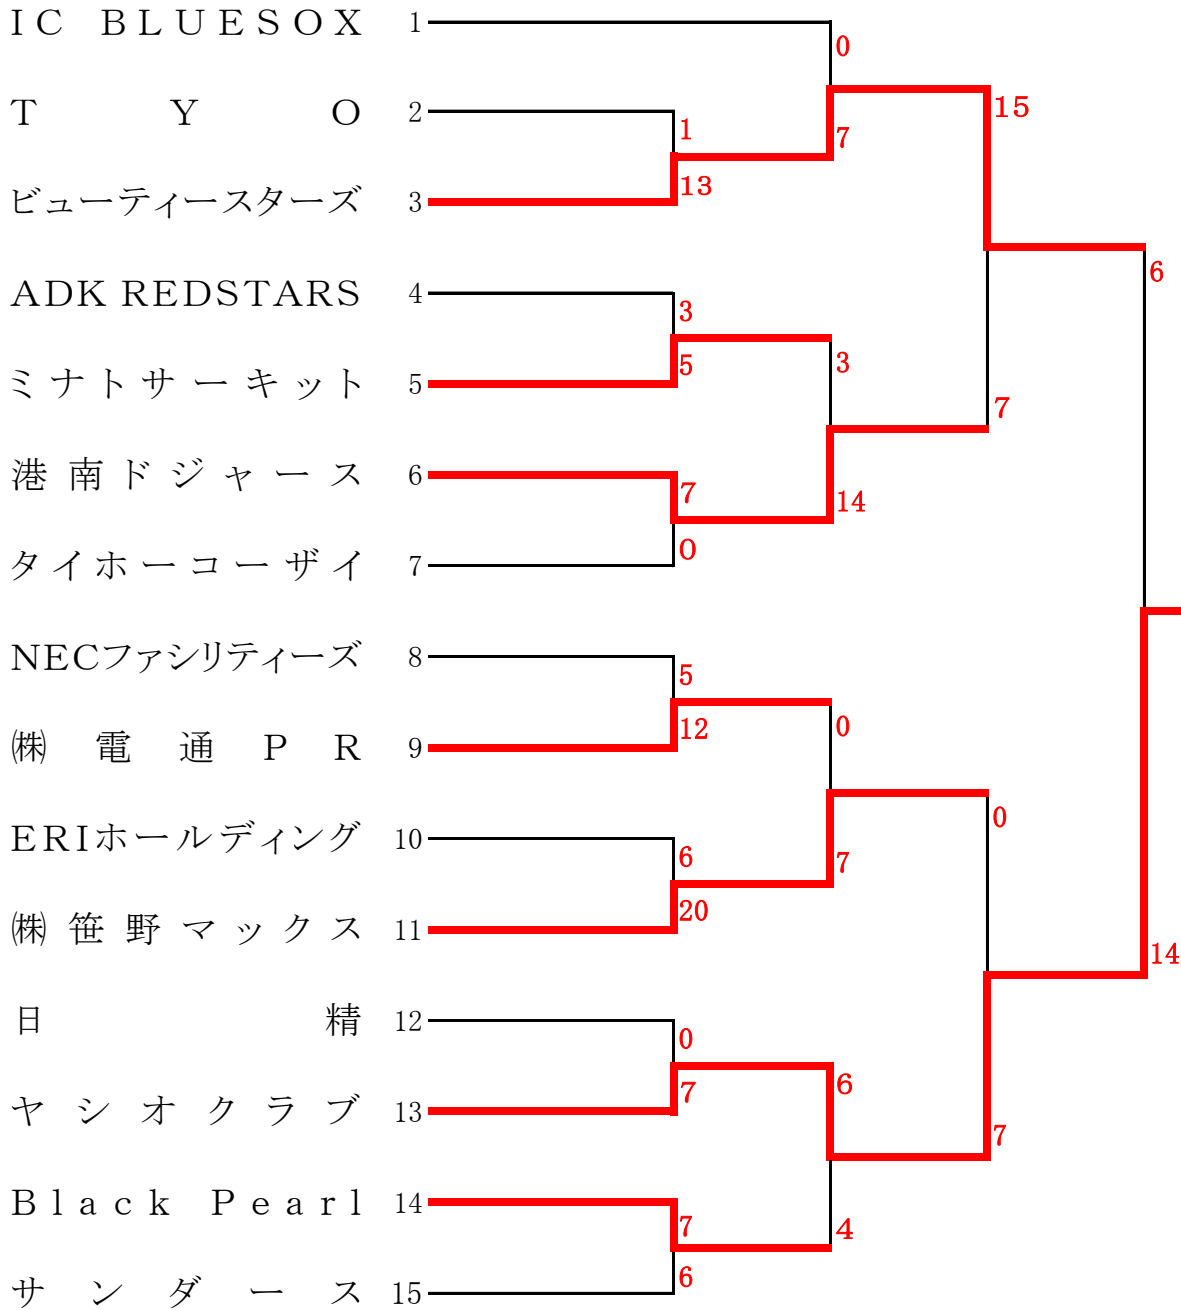 IC BLUESOX 1
0
15
TYO 2
1
7
ビューティースターズ 3
13
6
ADK REDSTARS 4
3
3
ミナトサーキット 5
5
7
港南ドジャース 6
7
14
タイホーコーザイ 7
0
NECファシリティーズ 8
5
㈱電通PR 9
12
0
0
ERIホールディング 10
6
7
㈱笹野マックス 11
20
14
日精 12
0
6
ヤシオクラブ 13
7
7
Black Pearl 14
7
4
サンダース 15
6